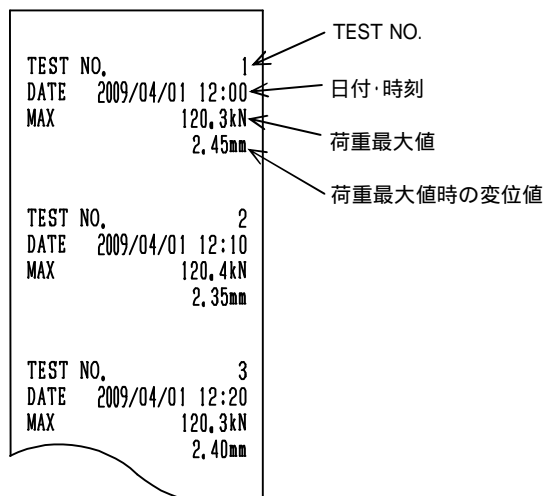 TEST NO. 1
DATE 2009/04/01 12:00
MAX 120.3kN
2.45mm
TEST NO. 2
DATE 2009/04/01 12:10
MAX 120.4kN
2.35mm
TEST NO. 3
DATE 2009/04/01 12:20
MAX 120.3kN
2.40mm
TEST NO.
日付･時刻
荷重最大値
荷重最大値時の変位値